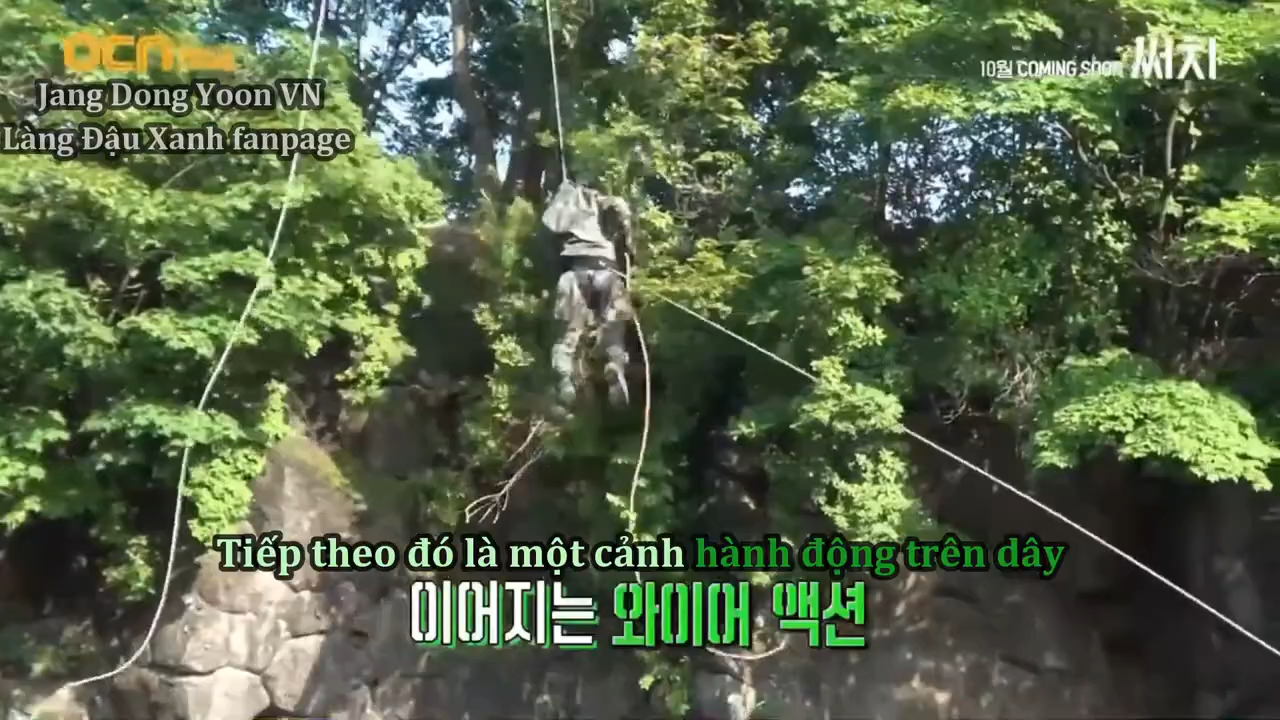 OCN
10월 COMING SOON 써치
Jang Dong Yoon VN
Làng Đậu Xanh fanpage
Tiếp theo đó là một cảnh hành động trên dây
이어지는 와이어 액션